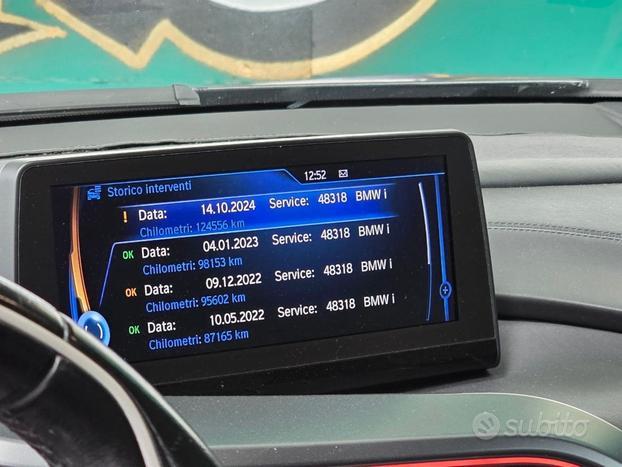 12:52
Storico interventi
! Data: 14.10.2024 Service: 48318 BMW i
Chilometri: 124556 km
OK Data: 04.01.2023 Service: 48318 BMW i
Chilometri: 98153 km
OK Data: 09.12.2022 Service: 48318 BMW i
Chilometri: 95602 km
OK Data: 10.05.2022 Service: 48318 BMW i
Chilometri: 87165 km
subito